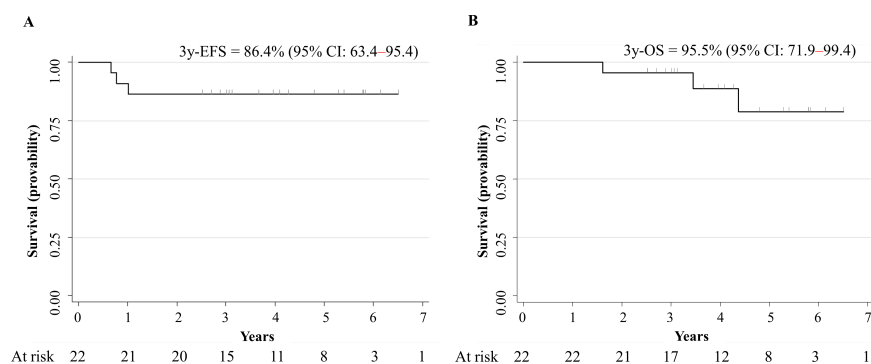 A
3y-EFS = 86.4% (95% CI: 63.4–95.4)
1.00
0.75
0.50
0.25
0.00
Survival (provability)
0 1 2 3 4 5 6 7
Years
At risk 22 21 20 15 11 8 3 1
B
3y-OS = 95.5% (95% CI: 71.9–99.4)
1.00
0.75
0.50
0.25
0.00
Survival (provability)
0 1 2 3 4 5 6 7
Years
At risk 22 22 21 17 12 8 3 1